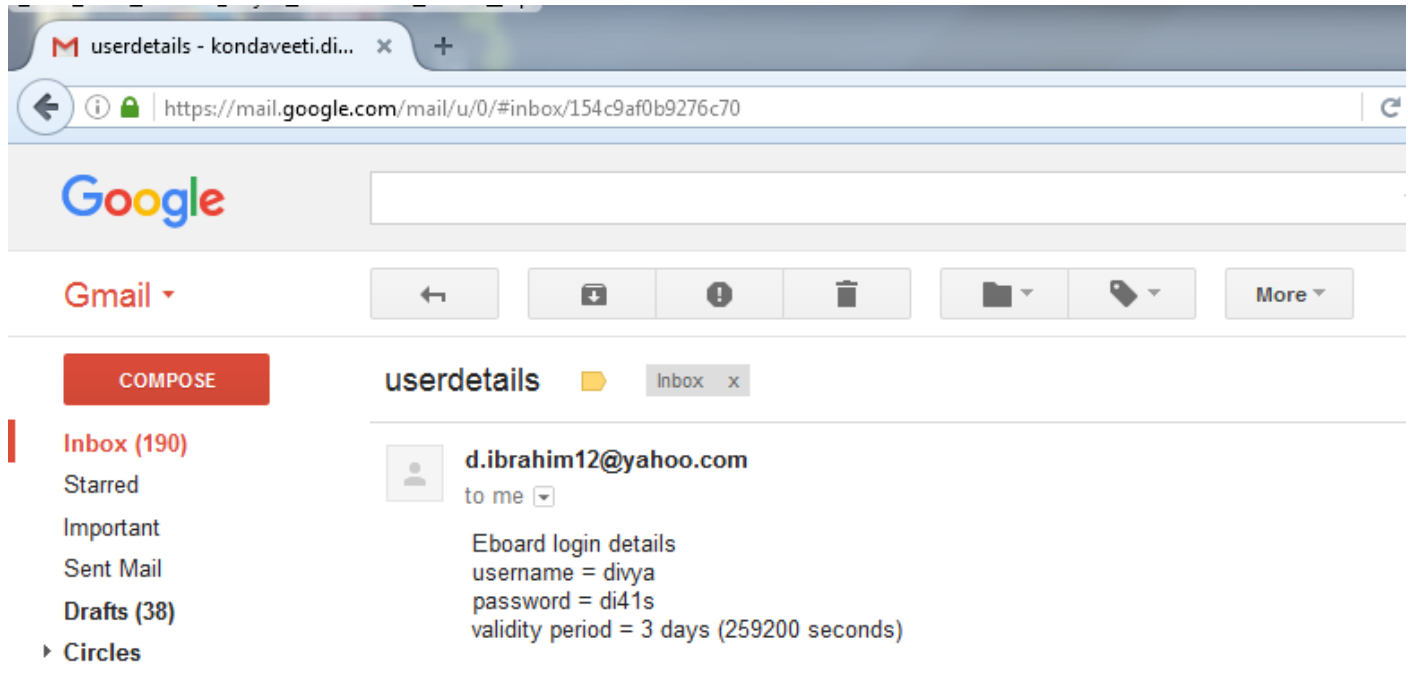 userdetails - kondaveeti.di...
https://mail.google.com/mail/u/0/#inbox/154c9af0b9276c70
Google
Gmail
More
COMPOSE
userdetails
Inbox x
Inbox (190)
Starred
Important
Sent Mail
Drafts (38)
Circles
d.ibrahim12@yahoo.com
to me
Eboard login details
username = divya
password = di41s
validity period = 3 days (259200 seconds)